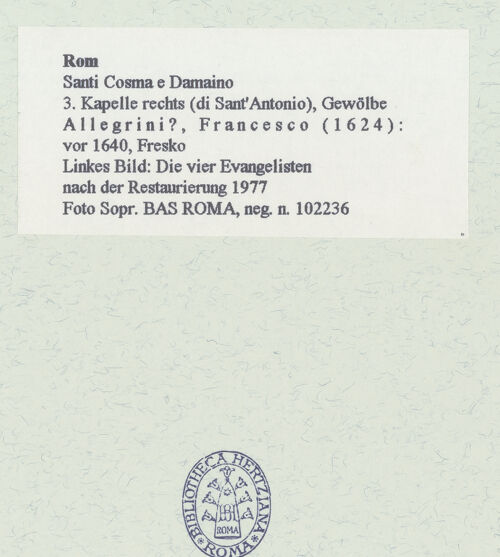 Rom
Santi Cosma e Damaino
3. Kapelle rechts (di Sant'Antonio), Gewölbe
Allegrini?, Francesco (1624):
vor 1640, Fresko
Linkes Bild: Die vier Evangelisten
nach der Restaurierung 1977
Foto Sopr. BAS ROMA, neg. n. 102236
BIBLIOTHECA HERTZIANA
ROMA
ROMA